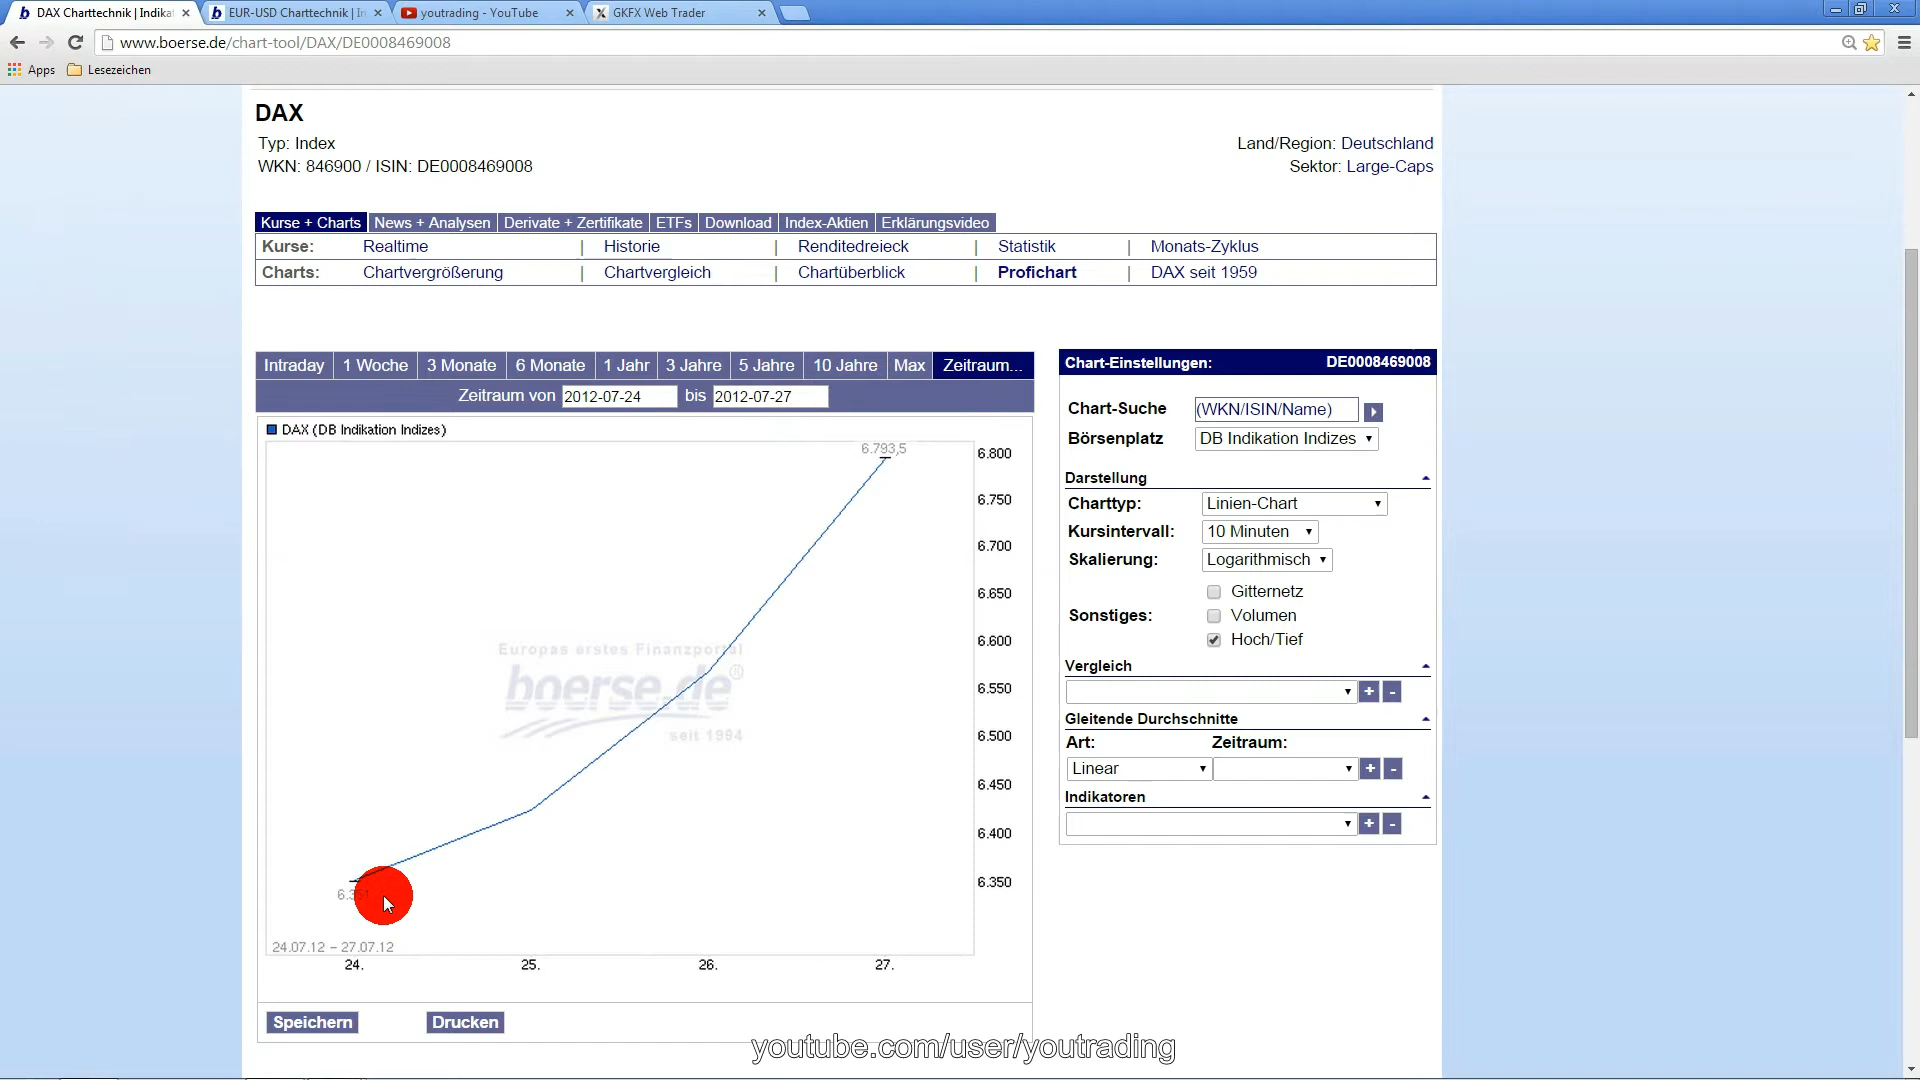 DAX Charttechnik | Indika
EUR-USD Charttechnik | In
youtrading - YouTube
GKFX Web Trader
www.boerse.de/chart-tool/DAX/DE0008469008
Apps
Lesezeichen
DAX
Typ: Index
WKN: 846900 / ISIN: DE0008469008
Land/Region: Deutschland
Sektor: Large-Caps
Kurse + Charts News + Analysen Derivate + Zertifikate ETFs Download Index-Aktien Erklärungsvideo
Kurse: Realtime | Historie | Renditedreieck | Statistik | Monats-Zyklus
Charts: Chartvergrößerung | Chartvergleich | Chartüberblick | Profichart | DAX seit 1959
Intraday 1 Woche 3 Monate 6 Monate 1 Jahr 3 Jahre 5 Jahre 10 Jahre Max Zeitraum...
Zeitraum von 2012-07-24 bis 2012-07-27
DAX (DB Indikation Indizes)
6.793,5
6.800
6.750
6.700
6.650
6.600
6.550
6.500
6.450
6.400
6.350
Europas erstes Finanzportal
boerse.de®
seit 1994
24.07.12 – 27.07.12
24. 25. 26. 27.
Speichern
Drucken
Chart-Einstellungen: DE0008469008
Chart-Suche (WKN/ISIN/Name)
Börsenplatz DB Indikation Indizes
Darstellung
Charttyp: Linien-Chart
Kursintervall: 10 Minuten
Skalierung: Logarithmisch
Gitternetz
Sonstiges: Volumen
Hoch/Tief
Vergleich
+ -
Gleitende Durchschnitte
Art: Zeitraum:
Linear + -
Indikatoren
+ -
youtube.com/user/youtrading